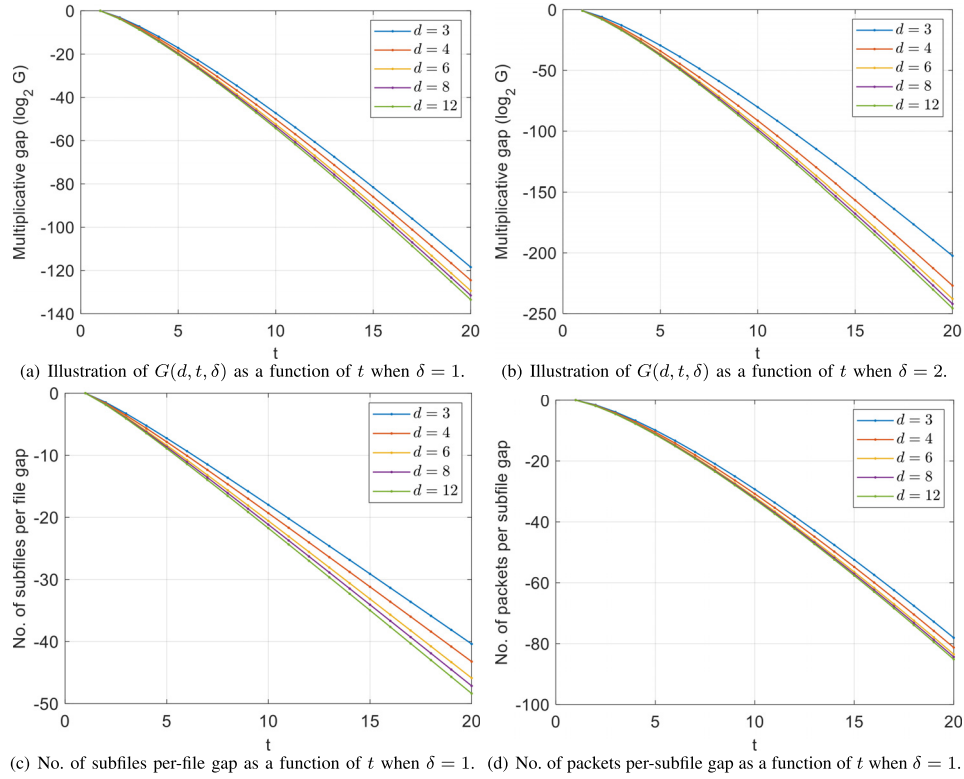 0
-20
-40
-60
-80
-100
-120
-140
0 5 10 15 20
t
Multiplicative gap (log2 G)
d = 3
d = 4
d = 6
d = 8
d = 12
(a) Illustration of G(d, t, δ) as a function of t when δ = 1.
0
-50
-100
-150
-200
-250
0 5 10 15 20
t
Multiplicative gap (log2 G)
d = 3
d = 4
d = 6
d = 8
d = 12
(b) Illustration of G(d, t, δ) as a function of t when δ = 2.
0
-10
-20
-30
-40
-50
0 5 10 15 20
t
No. of subfiles per file gap
d = 3
d = 4
d = 6
d = 8
d = 12
(c) No. of subfiles per-file gap as a function of t when δ = 1.
0
-20
-40
-60
-80
-100
0 5 10 15 20
t
No. of packets per subfile gap
d = 3
d = 4
d = 6
d = 8
d = 12
(d) No. of packets per-subfile gap as a function of t when δ = 1.